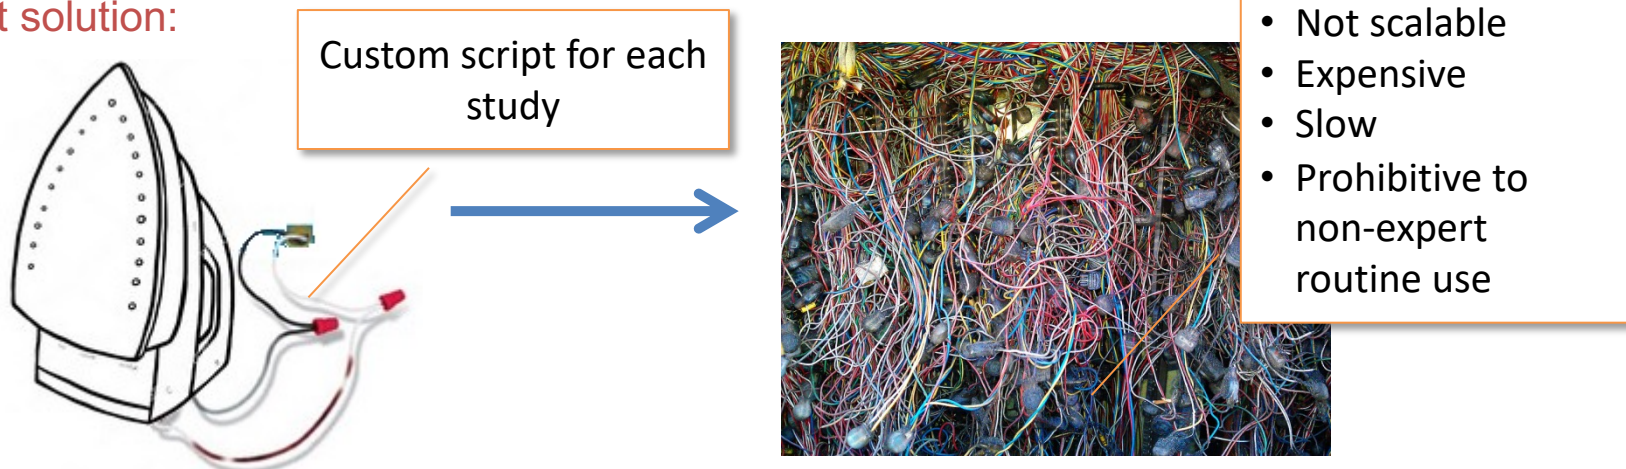 t solution:
Custom script for each
study
• Not scalable
• Expensive
• Slow
• Prohibitive to
non-expert
routine use